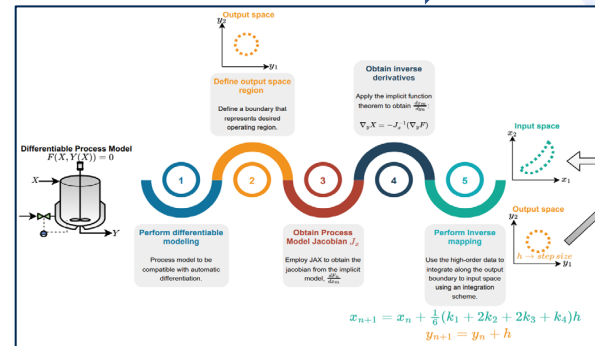 Output space
y₂
y₁
Define output space
region
Define a boundary that
represents desired
operating region.
Obtain inverse
derivatives
Apply the implicit function
theorem to obtain
∇ᵧX = −Jₓ⁻¹(∇ᵧF)
Differentiable Process Model
F(X, Y(X)) = 0
X
Y
1
2
3
4
5
Perform differentiable
modeling
Process model to be
compatible with automatic
differentiation.
Obtain Process
Model Jacobian Jₓ
Employ JAX to obtain the
jacobian from the implicit
model,
Perform Inverse
mapping
Use the high-order data to
integrate along the output
boundary to input space
using an integration
scheme.
Input space
x₂
x₁
Output space
y₂
h → step size
y₁
xₙ₊₁ = xₙ + 1/6(k₁ + 2k₂ + 2k₃ + k₄)h
yₙ₊₁ = yₙ + h